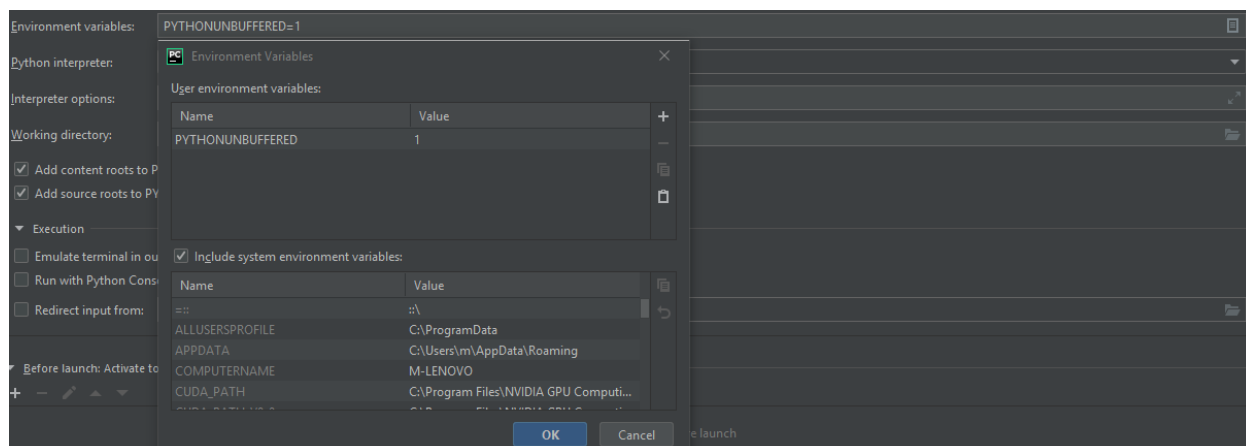 Environment variables: PYTHONUNBUFFERED=1
PC Environment Variables
Python interpreter:
User environment variables:
Interpreter options:
Name Value
Working directory:
PYTHONUNBUFFERED 1
Add content roots to P
Add source roots to PY
Execution
Emulate terminal in ou
Include system environment variables:
Run with Python Cons
Name Value
Redirect input from:
=:: ::\
ALLUSERSPROFILE C:\ProgramData
APPDATA C:\Users\m\AppData\Roaming
Before launch: Activate to
COMPUTERNAME M-LENOVO
CUDA_PATH C:\Program Files\NVIDIA GPU Computi...
OK Cancel
re launch